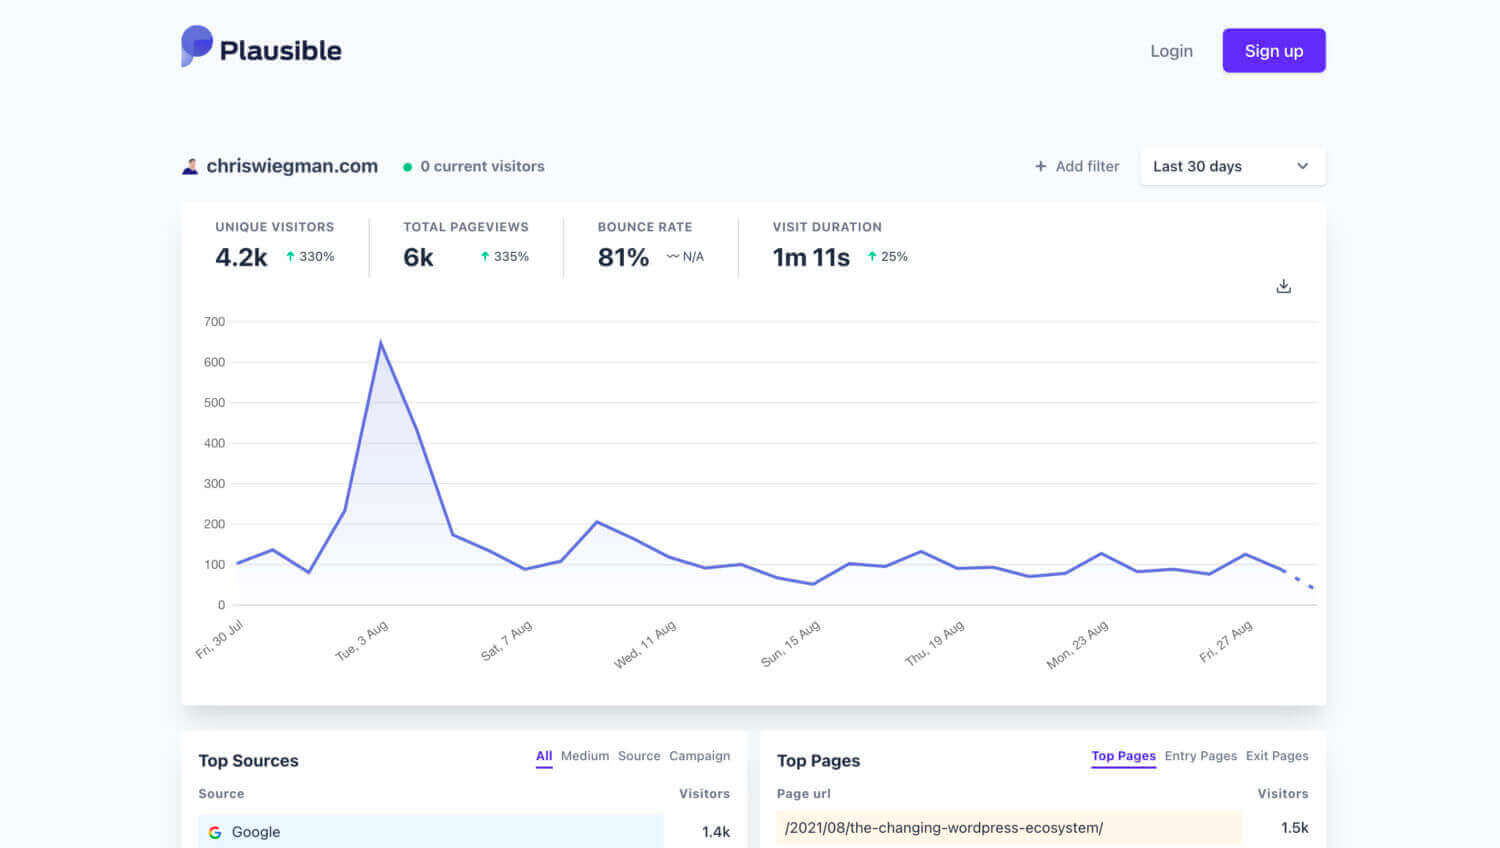 Plausible
Login
Sign up
chriswiegman.com
0 current visitors
+ Add filter
Last 30 days
UNIQUE VISITORS
4.2k
330%
TOTAL PAGEVIEWS
6k
335%
BOUNCE RATE
81%
N/A
VISIT DURATION
1m 11s
25%
700
600
500
400
300
200
100
0
Fri, 30 Jul
Tue, 3 Aug
Sat, 7 Aug
Wed, 11 Aug
Sun, 15 Aug
Thu, 19 Aug
Mon, 23 Aug
Fri, 27 Aug
Top Sources
All Medium Source Campaign
Source Visitors
Google 1.4k
Top Pages
Top Pages Entry Pages Exit Pages
Page url Visitors
/2021/08/the-changing-wordpress-ecosystem/ 1.5k